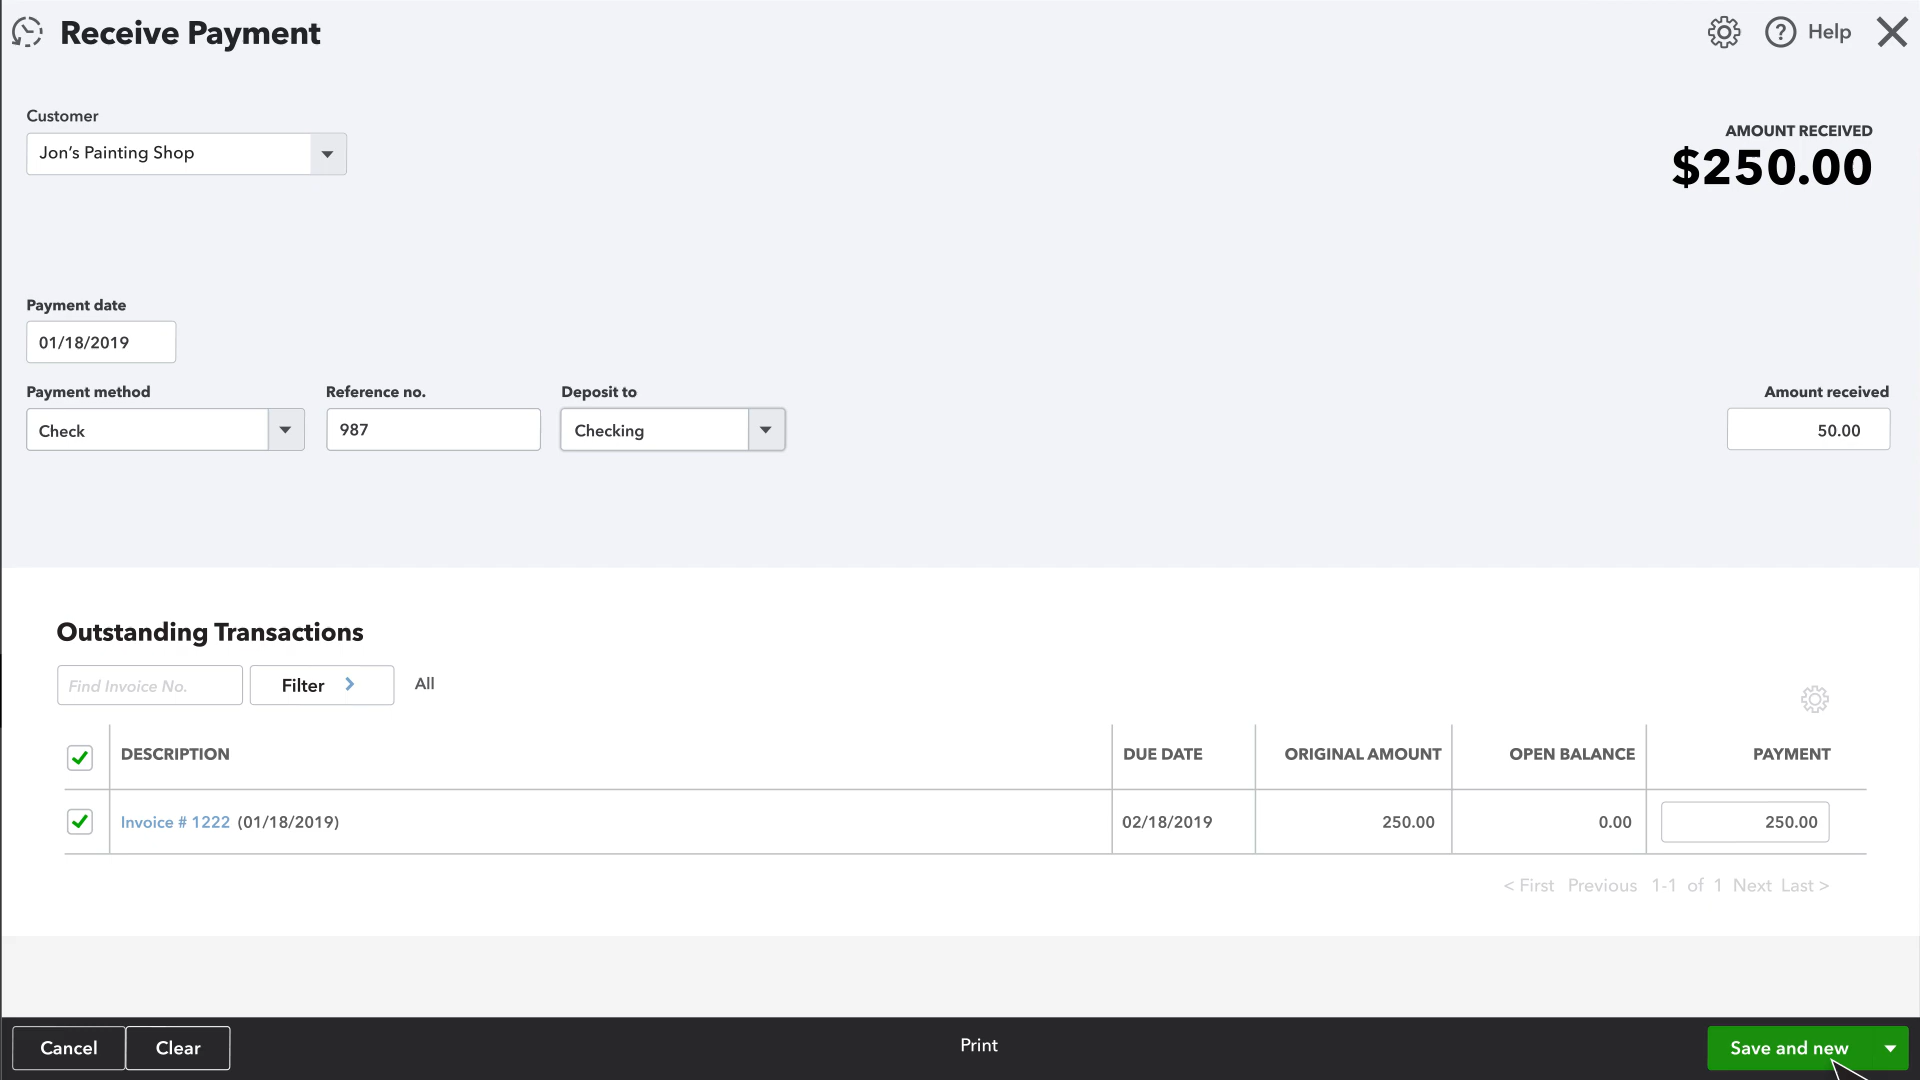 Receive Payment
Help
Customer
Jon's Painting Shop
AMOUNT RECEIVED
$250.00
Payment date
01/18/2019
Payment method
Reference no.
Deposit to
Amount received
Check
987
Checking
50.00
Outstanding Transactions
Find Invoice No.
Filter
All
DESCRIPTION
DUE DATE
ORIGINAL AMOUNT
OPEN BALANCE
PAYMENT
Invoice # 1222 (01/18/2019)
02/18/2019
250.00
0.00
250.00
< First Previous 1-1 of 1 Next Last >
Cancel
Clear
Print
Save and new